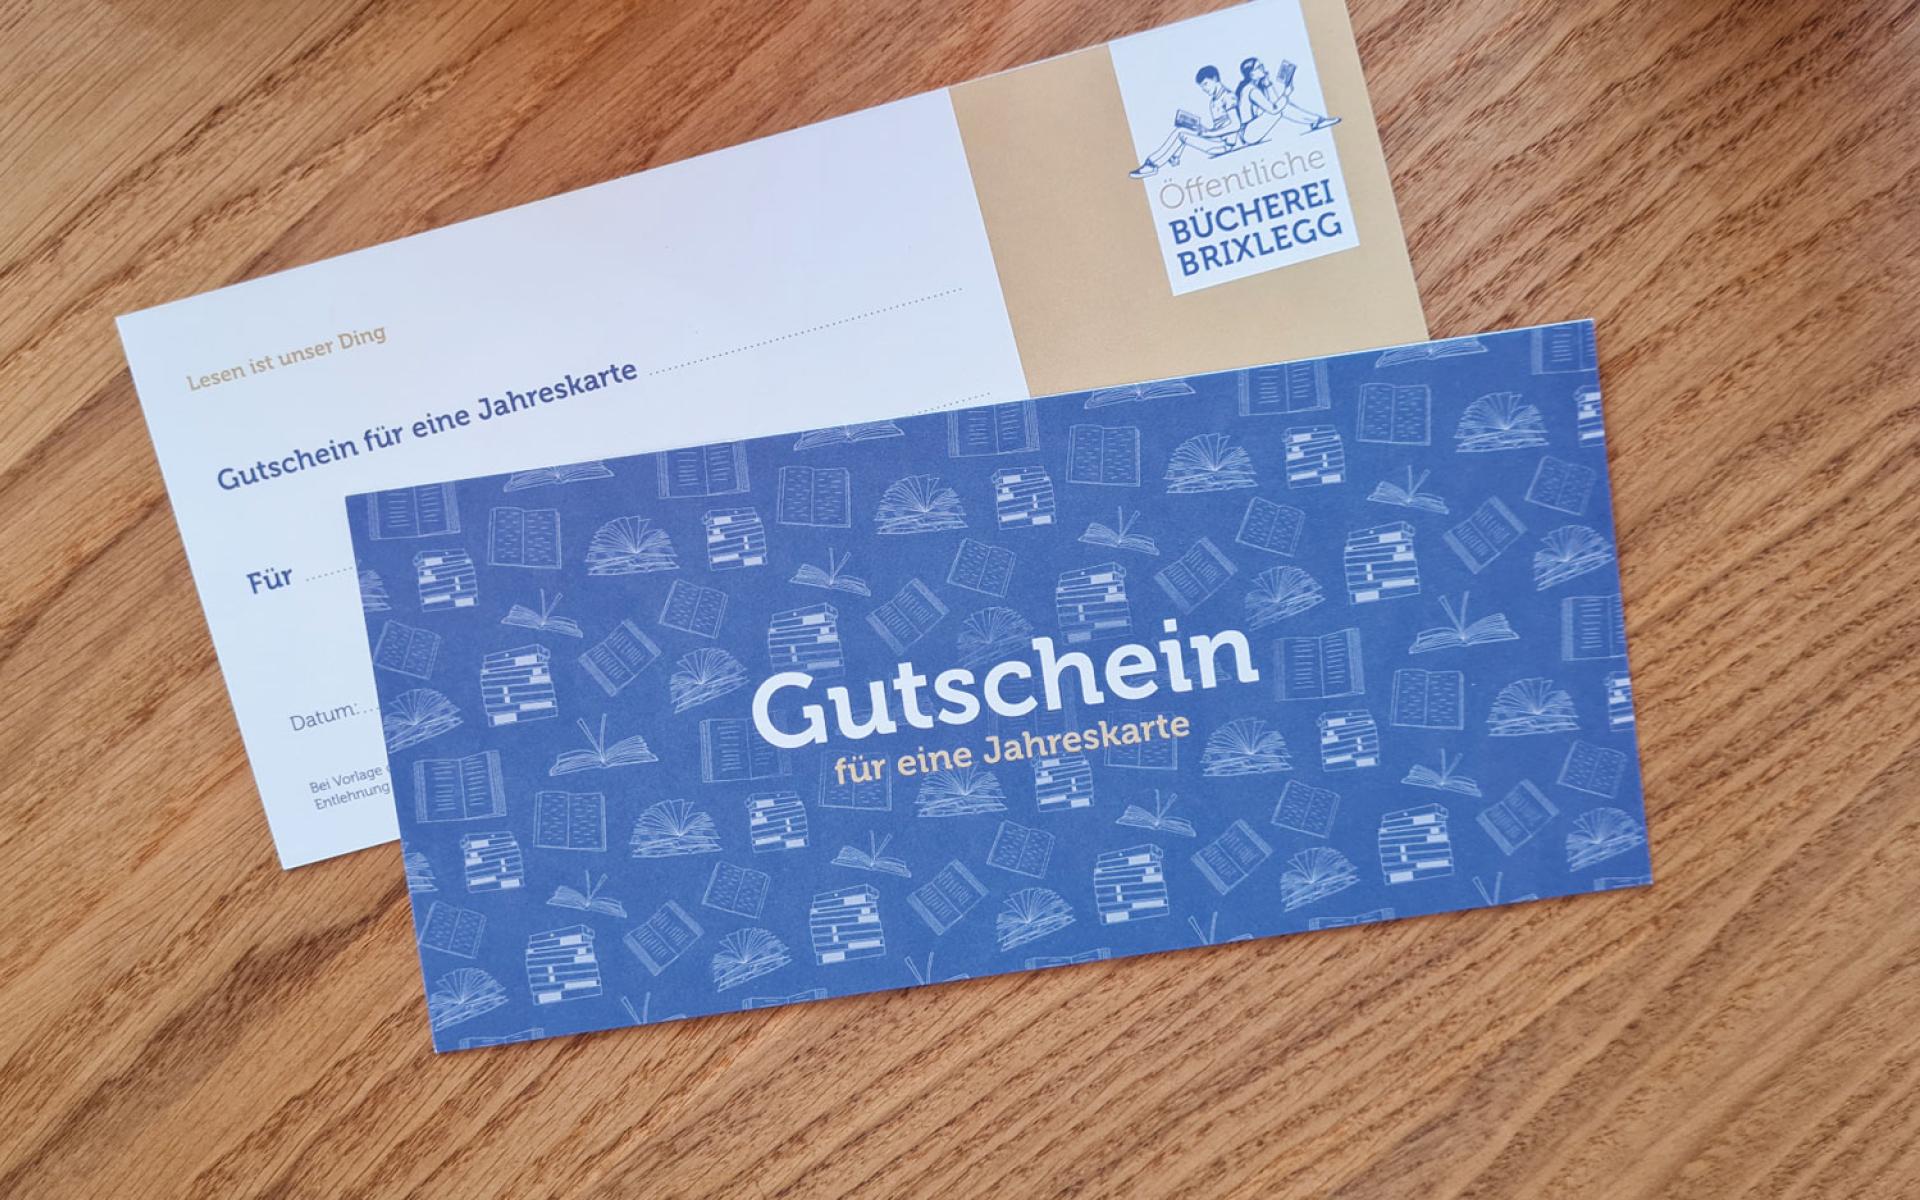 Öffentliche
BÜCHEREI
BRIXLEGG
Lesen ist unser Ding
Gutschein für eine Jahreskarte
Für
Datum:
Bei Vorlage
Entlehnung
Gutschein
für eine Jahreskarte